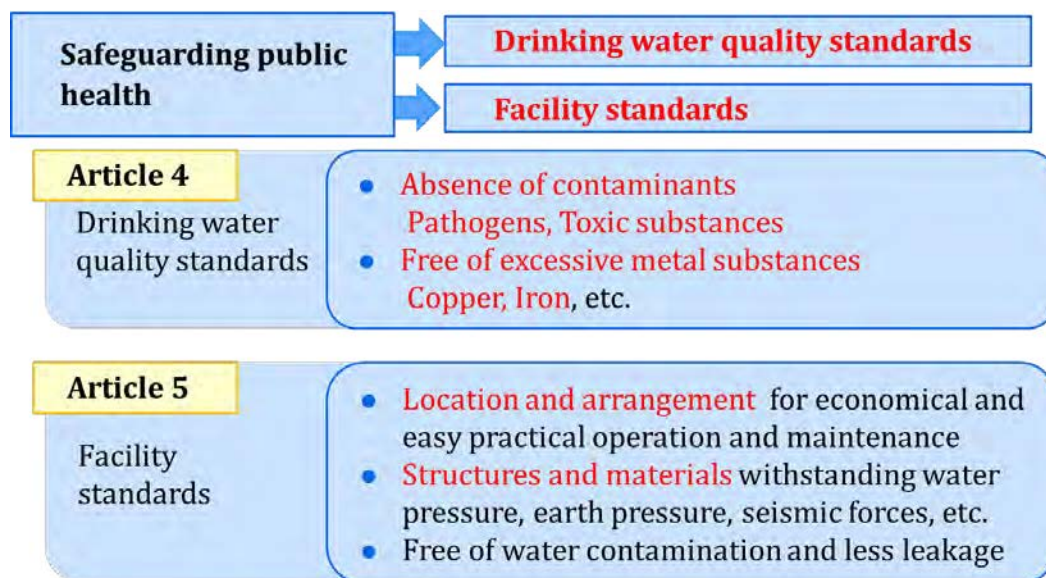 Safeguarding public
health
Drinking water quality standards
Facility standards
Article 4
Drinking water
quality standards
• Absence of contaminants
Pathogens, Toxic substances
• Free of excessive metal substances
Copper, Iron, etc.
Article 5
Facility
standards
• Location and arrangement for economical and
easy practical operation and maintenance
• Structures and materials withstanding water
pressure, earth pressure, seismic forces, etc.
• Free of water contamination and less leakage